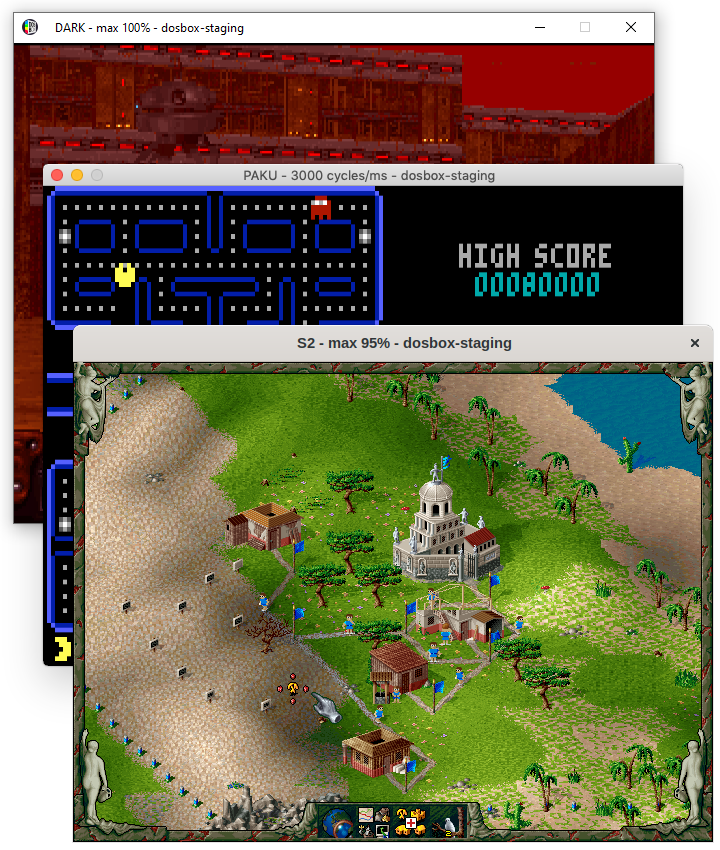 DARK - max 100% - dosbox-staging
PAKU - 3000 cycles/ms - dosbox-staging
HIGH SCORE
00080000
S2 - max 95% - dosbox-staging